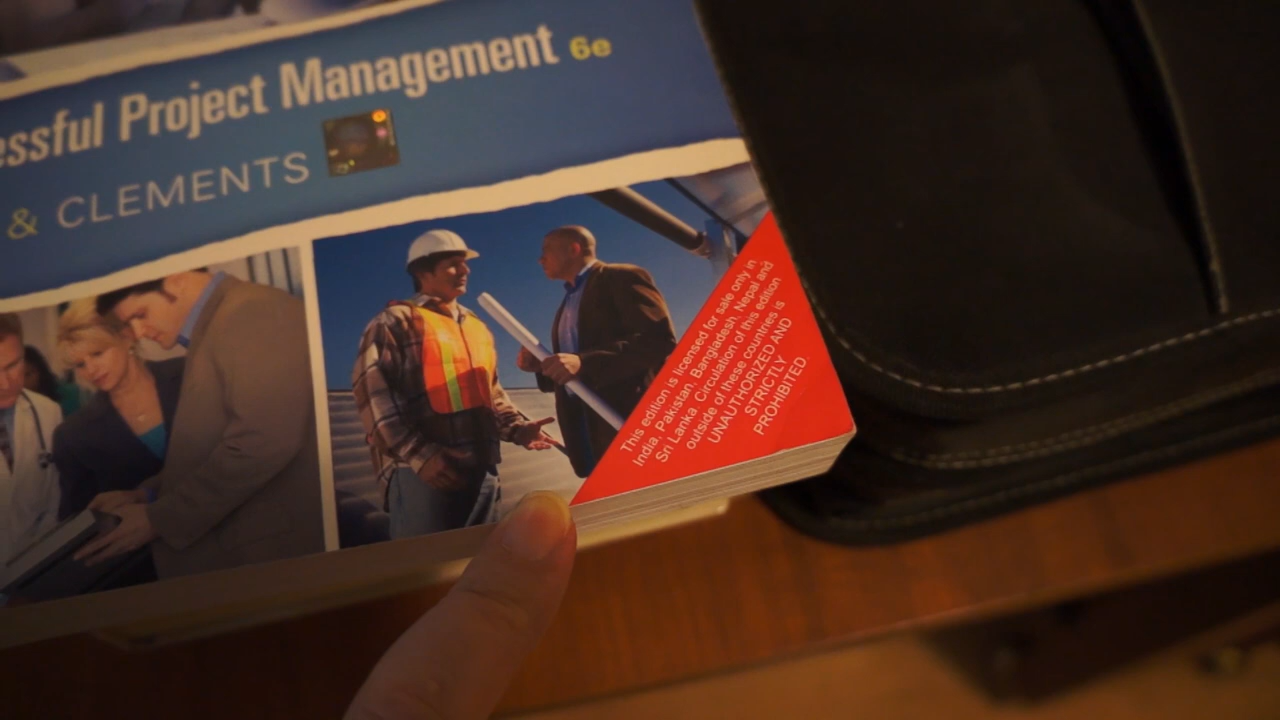 essful Project Management 6e
& CLEMENTS
This edition is licensed for sale only in
India, Pakistan, Bangladesh, Nepal and
Sri Lanka. Circulation of this edition
outside of these countries is
UNAUTHORIZED AND
STRICTLY
PROHIBITED